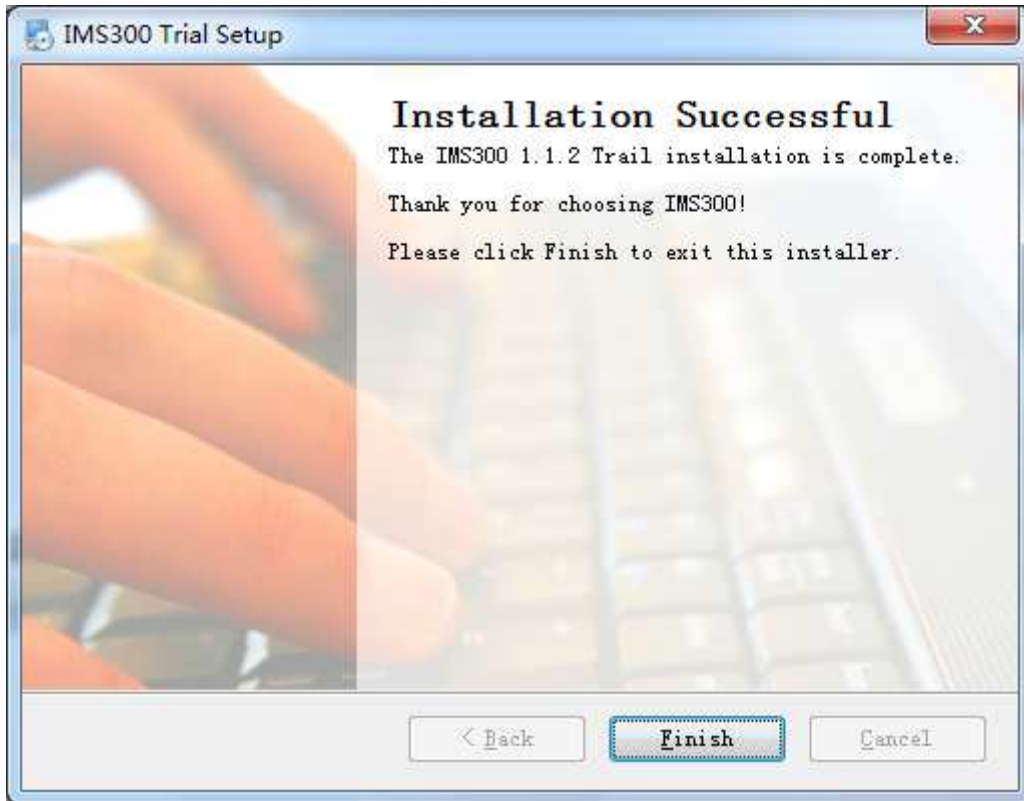 IMS300 Trial Setup
Installation Successful
The IMS300 1.1.2 Trail installation is complete.
Thank you for choosing IMS300!
Please click Finish to exit this installer.
< Back
Finish
Cancel